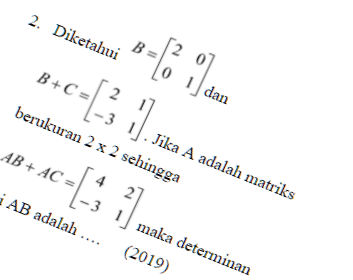 2. Diketahui B = [2 0; 0 1] dan
B + C = [2 1; -3 1]. Jika A adalah matriks
berukuran 2 x 2 sehingga
AB + AC = [4 2; -3 1] maka determinan
i AB adalah .... (2019)